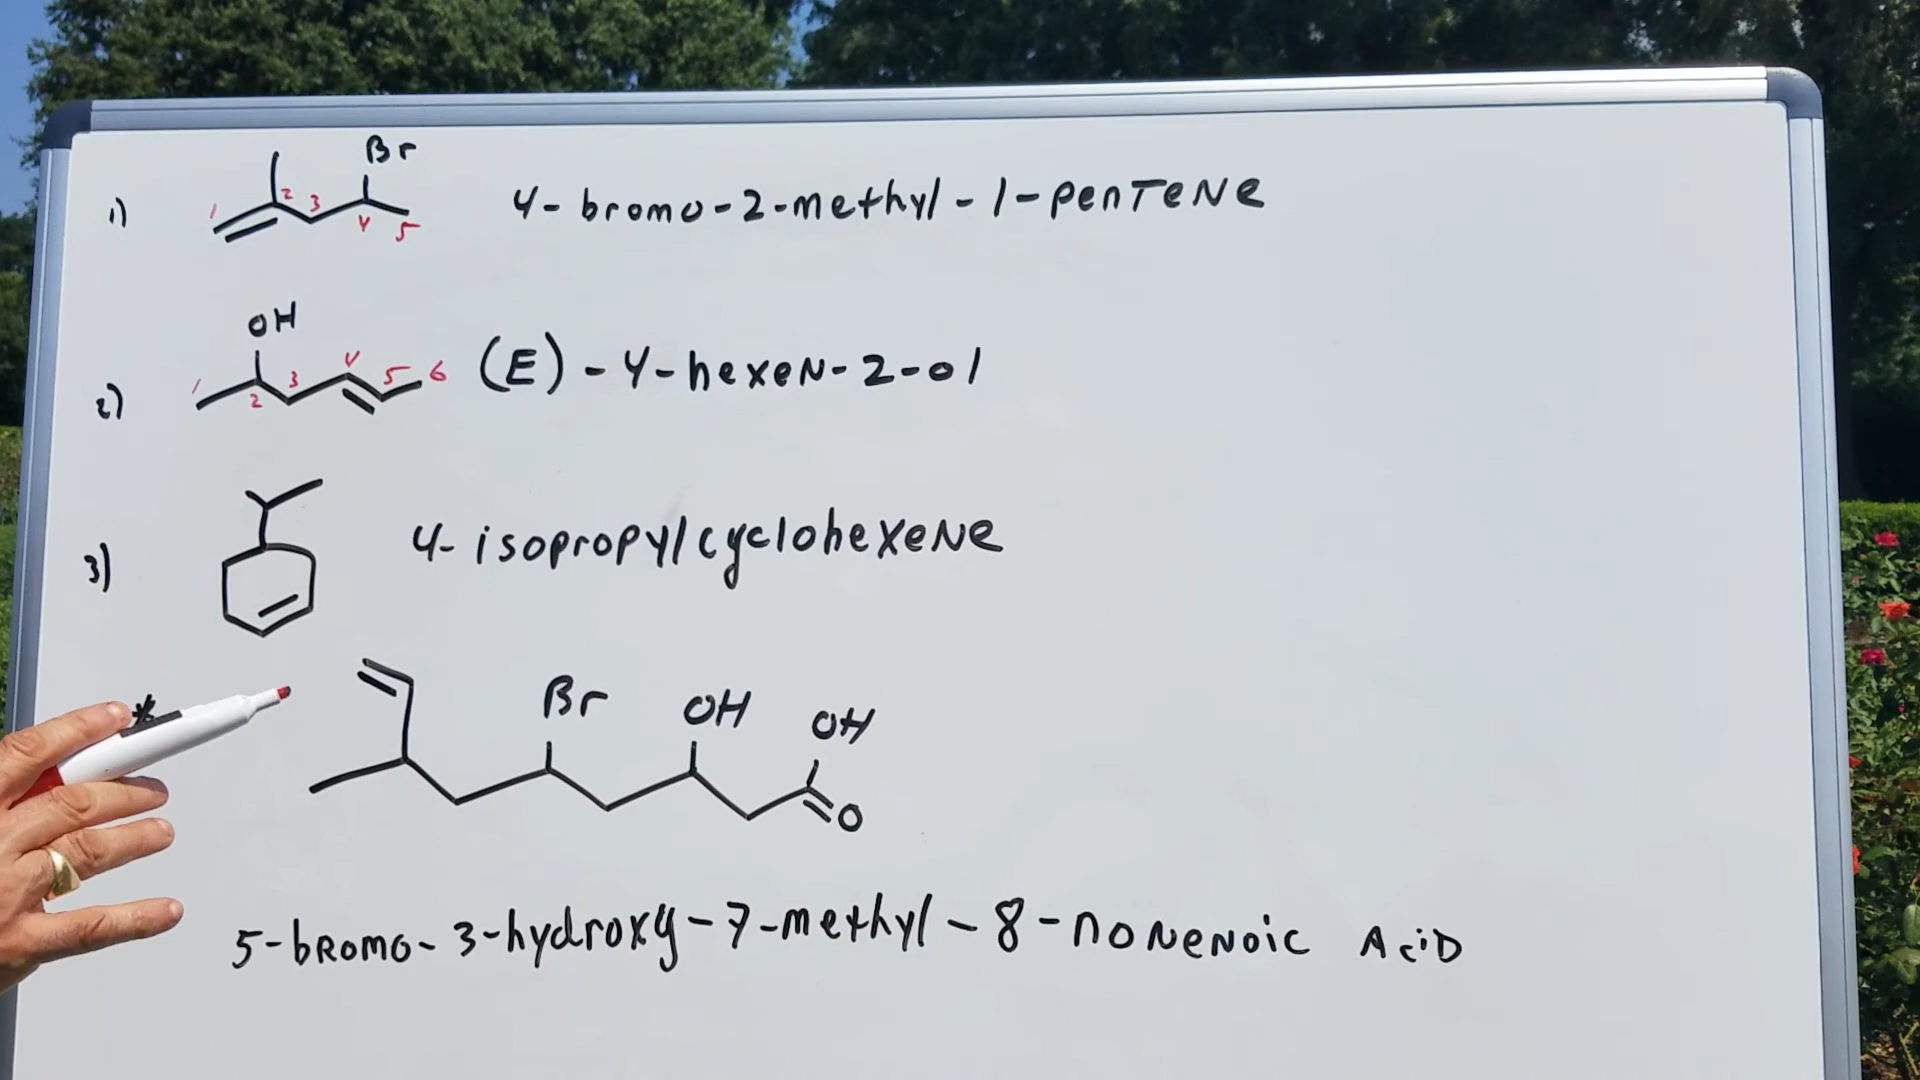 Br
1) 1 2 3 4 5 4-bromo-2-methyl-1-penTeNe
OH
2) 1 2 3 4 5 6 (E)-4-hexeN-2-ol
3) 4-isopropylcyclohexeNe
* Br OH OH
O
5-bRomo-3-hydroxy-7-methyl-8-noNeNoic AciD